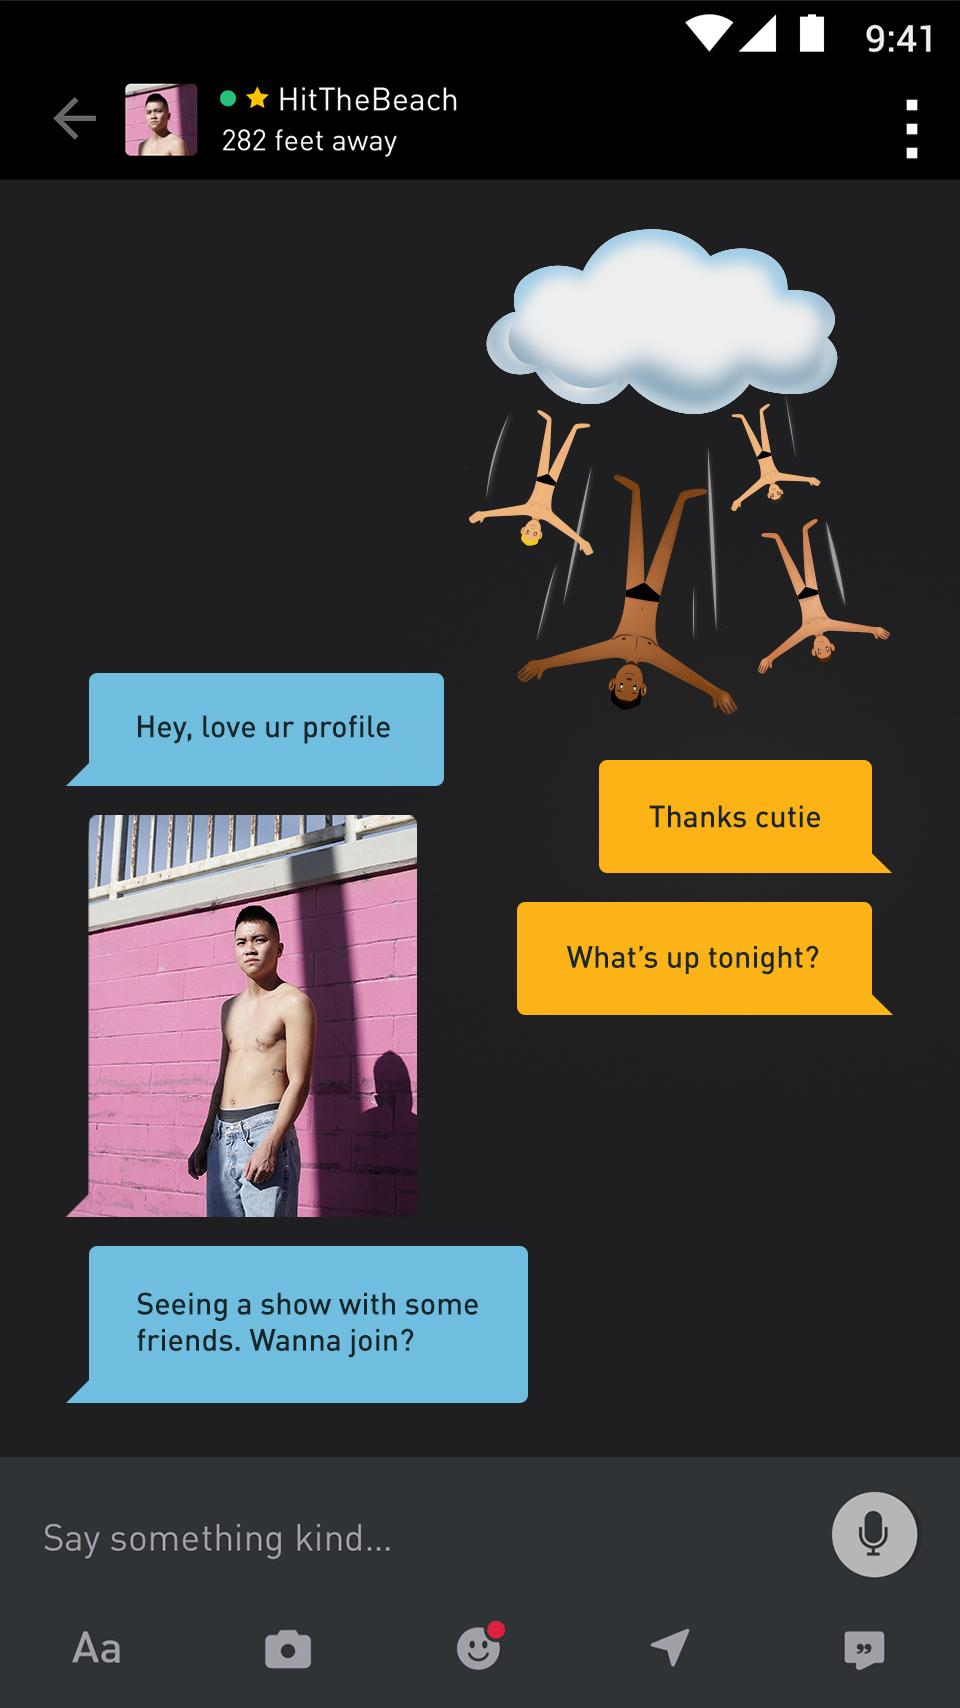 9:41
HitTheBeach
282 feet away
Hey, love ur profile
Thanks cutie
What’s up tonight?
Seeing a show with some
friends. Wanna join?
Say something kind...
Aa